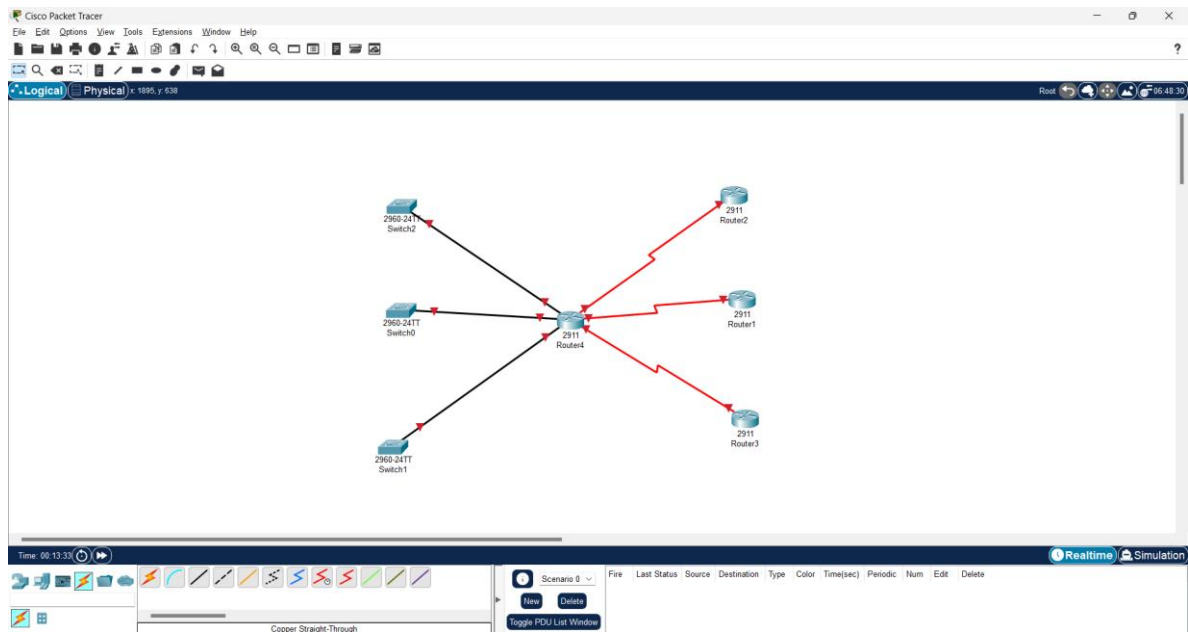 Cisco Packet Tracer
File Edit Options View Tools Extensions Window Help
?
Logical Physical x: 1895, y: 638 Root 06:48:30
2960-24TT
Switch2
2911
Router2
2960-24TT
Switch0
2911
Router4
2911
Router1
2960-24TT
Switch1
2911
Router3
Time: 00:13:33 Realtime Simulation
Scenario 0 Fire Last Status Source Destination Type Color Time(sec) Periodic Num Edit Delete
New Delete
Toggle PDU List Window
Copper Straight-Through